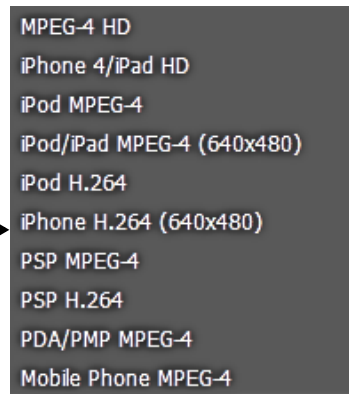 MPEG-4 HD
iPhone 4/iPad HD
iPod MPEG-4
iPod/iPad MPEG-4 (640x480)
iPod H.264
iPhone H.264 (640x480)
PSP MPEG-4
PSP H.264
PDA/PMP MPEG-4
Mobile Phone MPEG-4